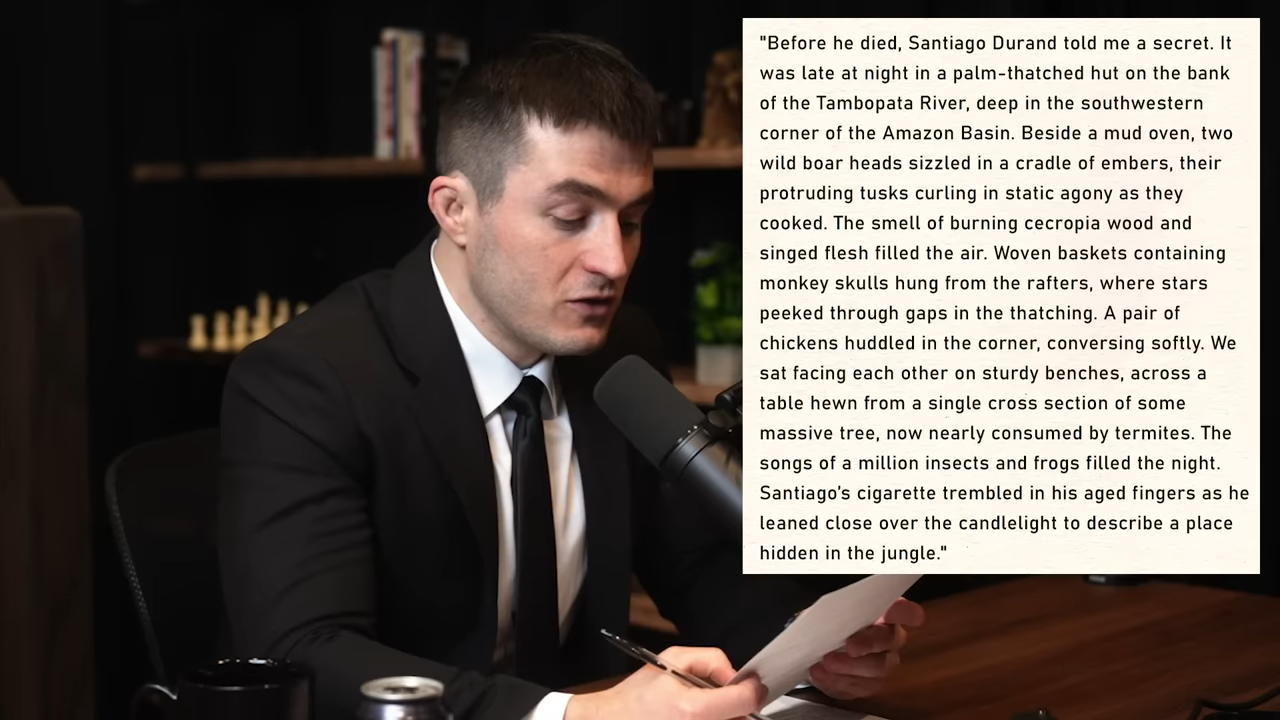 "Before he died, Santiago Durand told me a secret. It
was late at night in a palm-thatched hut on the bank
of the Tambopata River, deep in the southwestern
corner of the Amazon Basin. Beside a mud oven, two
wild boar heads sizzled in a cradle of embers, their
protruding tusks curling in static agony as they
cooked. The smell of burning cecropia wood and
singed flesh filled the air. Woven baskets containing
monkey skulls hung from the rafters, where stars
peeked through gaps in the thatching. A pair of
chickens huddled in the corner, conversing softly. We
sat facing each other on sturdy benches, across a
table hewn from a single cross section of some
massive tree, now nearly consumed by termites. The
songs of a million insects and frogs filled the night.
Santiago's cigarette trembled in his aged fingers as he
leaned close over the candlelight to describe a place
hidden in the jungle."